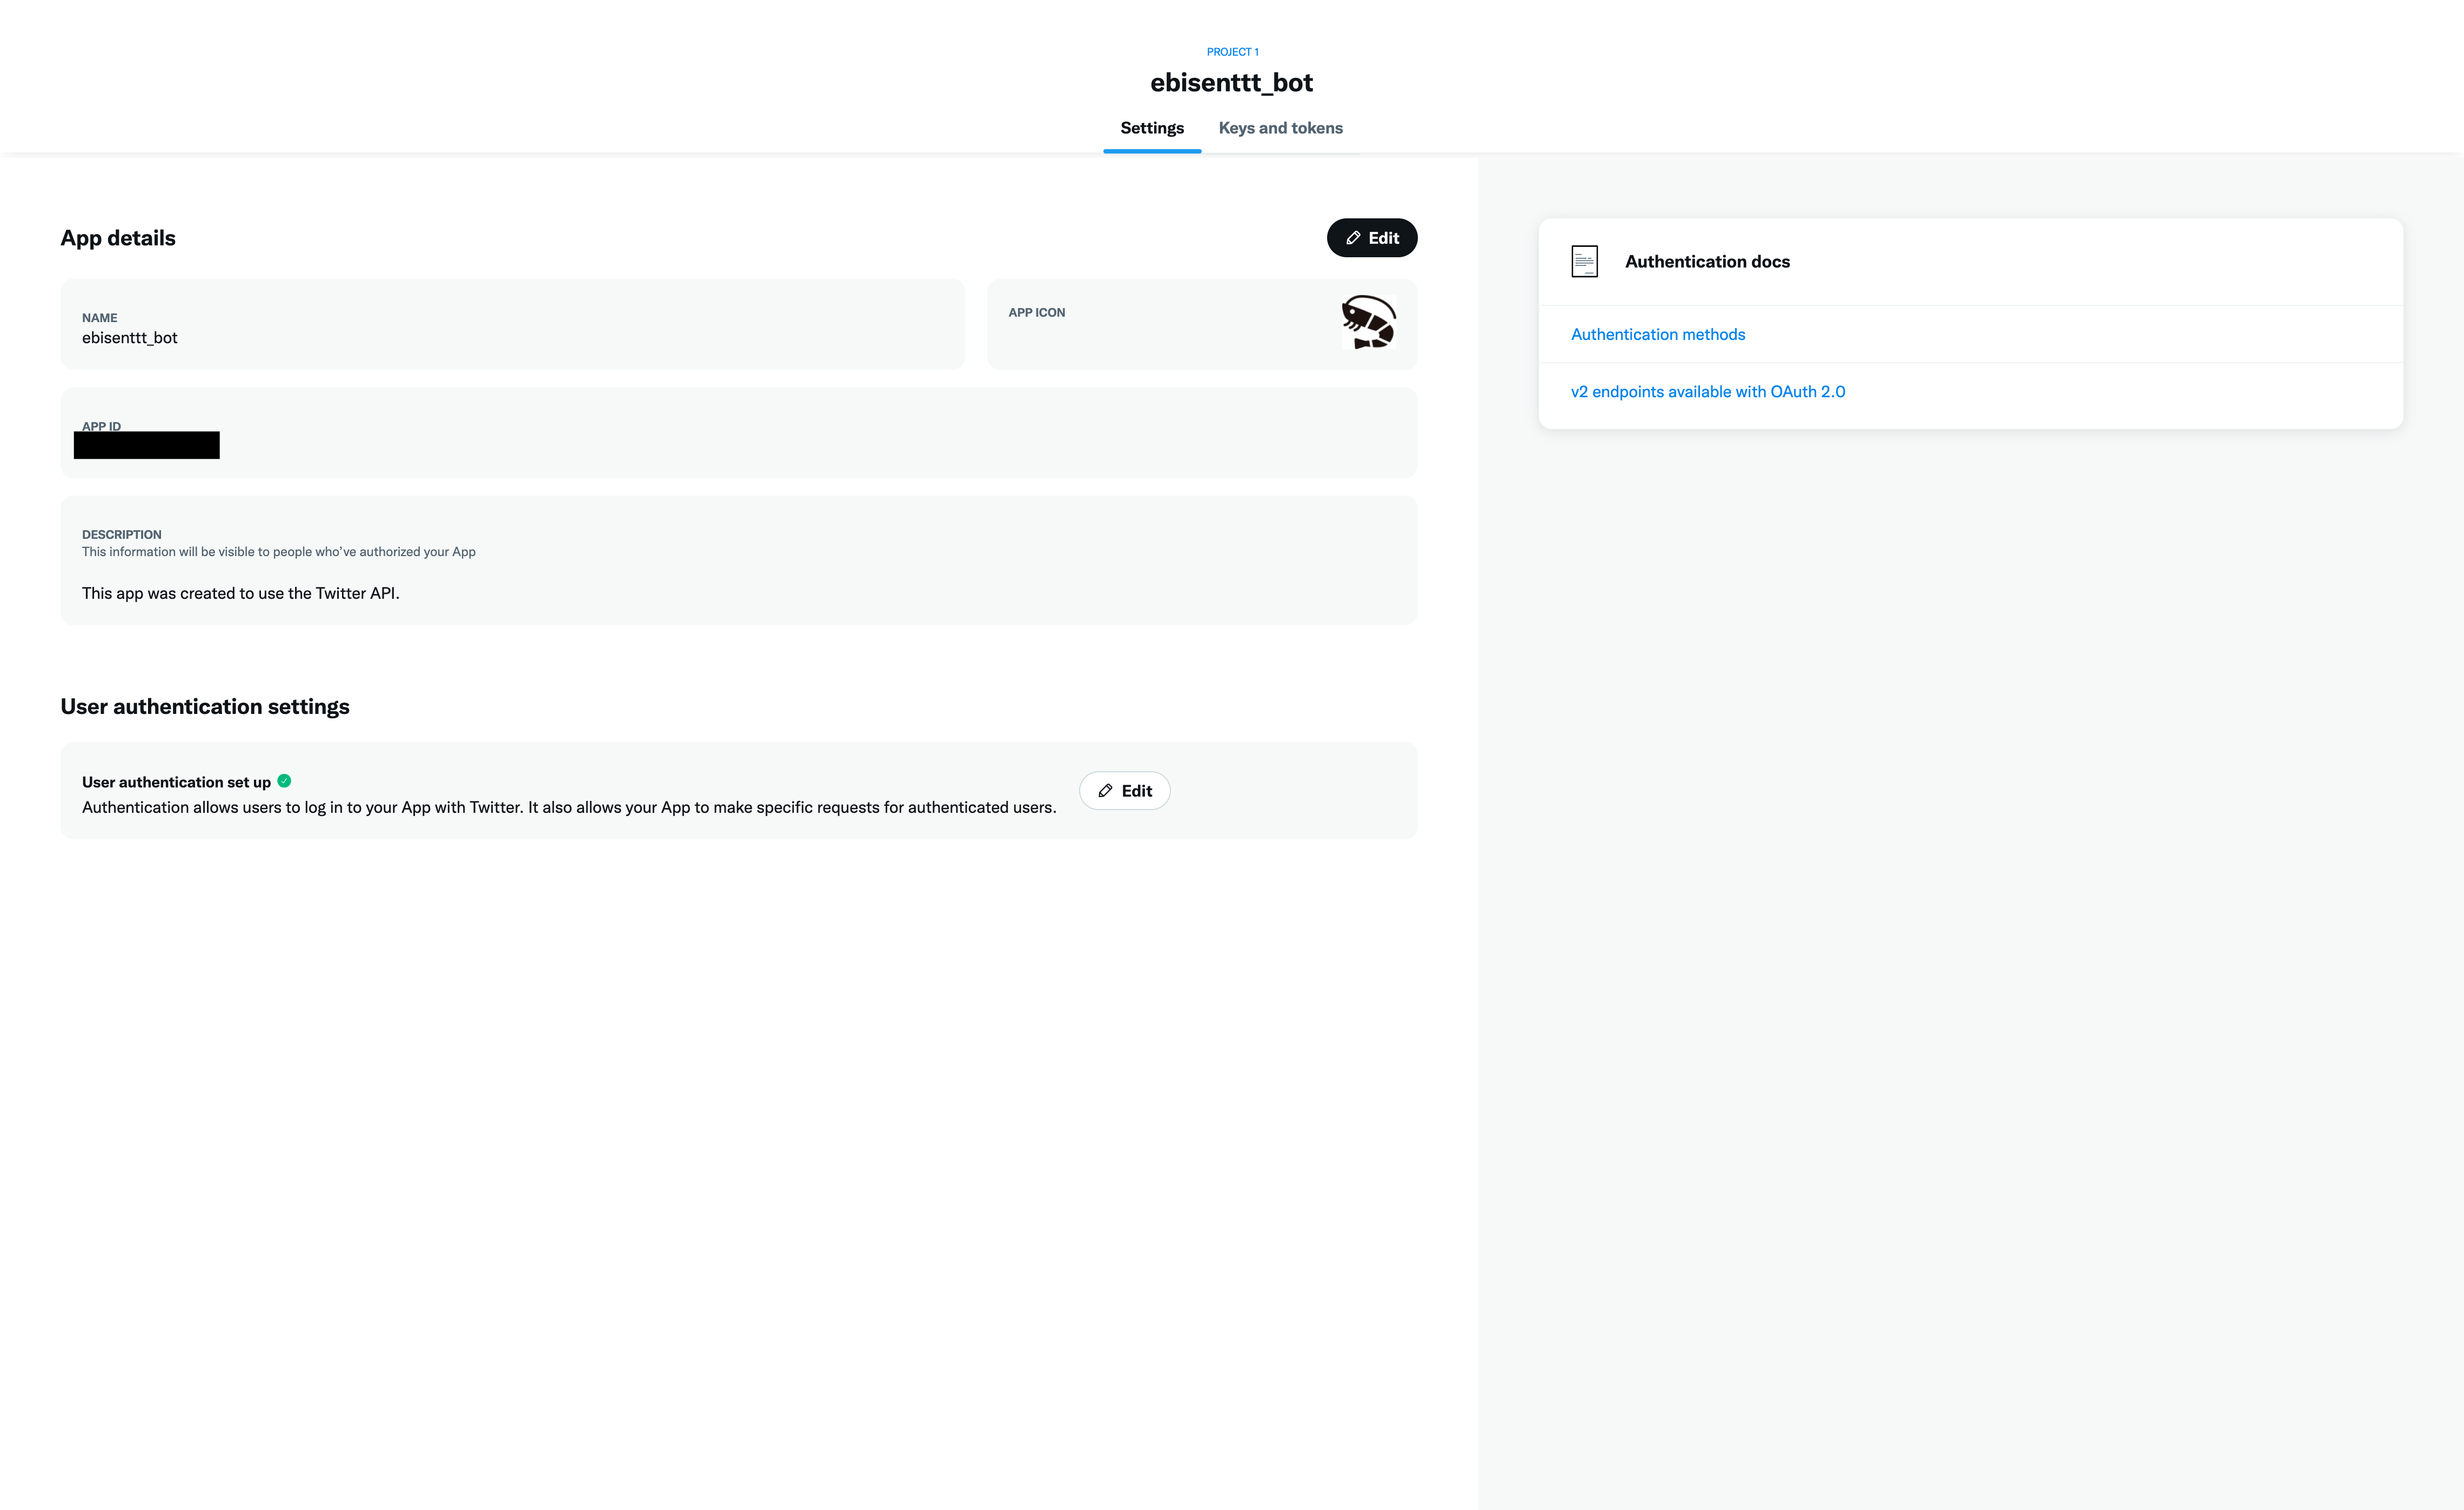 PROJECT 1
ebisenttt_bot
Settings
Keys and tokens
App details
Edit
NAME
ebisenttt_bot
APP ICON
APP ID
DESCRIPTION
This information will be visible to people who've authorized your App
This app was created to use the Twitter API.
User authentication settings
User authentication set up
Authentication allows users to log in to your App with Twitter. It also allows your App to make specific requests for authenticated users.
Edit
Authentication docs
Authentication methods
v2 endpoints available with OAuth 2.0